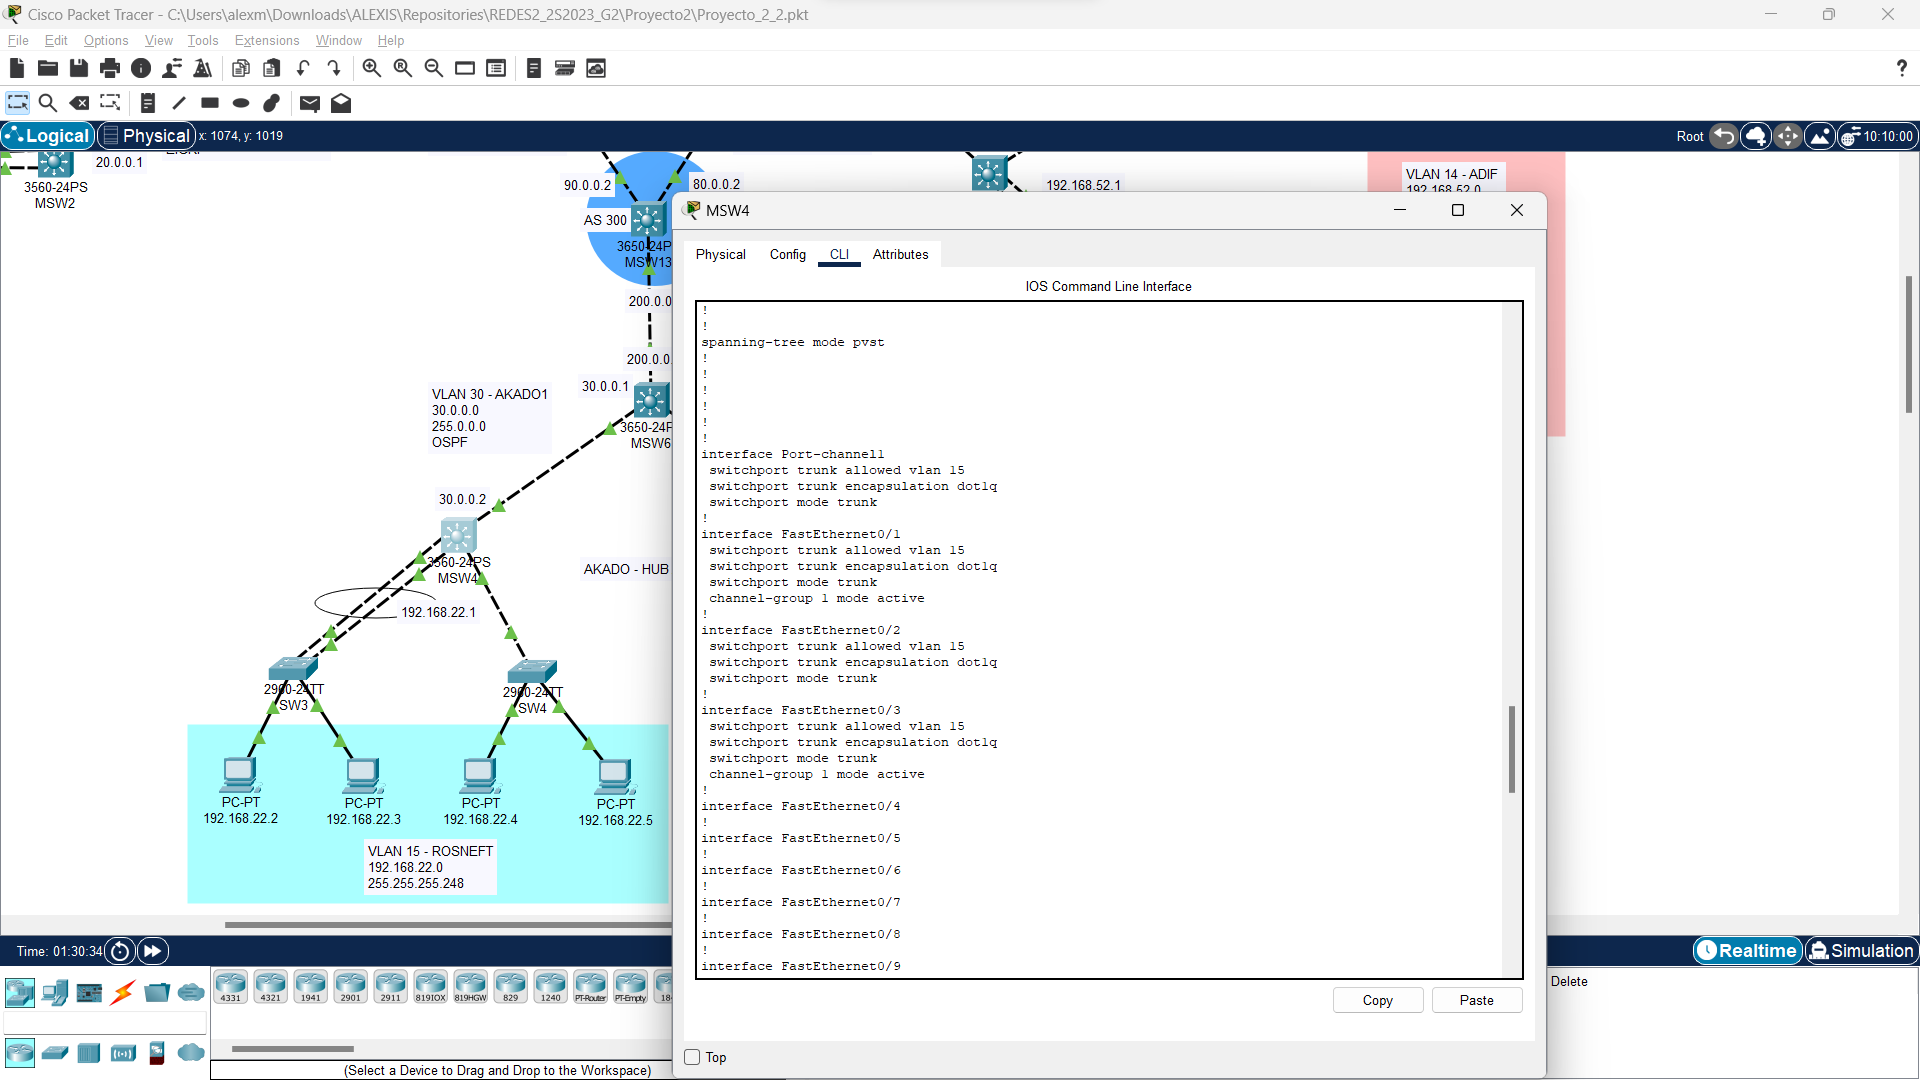 Cisco Packet Tracer - C:\Users\alexm\Downloads\ALEXIS\Repositories\REDES2_2S2023_G2\Proyecto2\Proyecto_2_2.pkt
File Edit Options View Tools Extensions Window Help
Logical Physical x: 1074, y: 1019
Root 10:10:00
20.0.0.1
3560-24PS
MSW2
90.0.0.2
80.0.0.2
AS 300
3650-24P
MSW13
200.0.0
200.0.0
30.0.0.1
3650-24P
MSW6
VLAN 30 - AKADO1
30.0.0.0
255.0.0.0
OSPF
30.0.0.2
3560-24PS
MSW4
AKADO - HUB
192.168.22.1
2960-24TT
SW3
2960-24TT
SW4
PC-PT
192.168.22.2
PC-PT
192.168.22.3
PC-PT
192.168.22.4
PC-PT
192.168.22.5
VLAN 15 - ROSNEFT
192.168.22.0
255.255.255.248
192.168.52.1
VLAN 14 - ADIF
192.168.52.0
MSW4
Physical Config CLI Attributes
IOS Command Line Interface
!
!
spanning-tree mode pvst
!
!
!
!
!
!
interface Port-channel1
switchport trunk allowed vlan 15
switchport trunk encapsulation dot1q
switchport mode trunk
!
interface FastEthernet0/1
switchport trunk allowed vlan 15
switchport trunk encapsulation dot1q
switchport mode trunk
channel-group 1 mode active
!
interface FastEthernet0/2
switchport trunk allowed vlan 15
switchport trunk encapsulation dot1q
switchport mode trunk
!
interface FastEthernet0/3
switchport trunk allowed vlan 15
switchport trunk encapsulation dot1q
switchport mode trunk
channel-group 1 mode active
!
interface FastEthernet0/4
!
interface FastEthernet0/5
!
interface FastEthernet0/6
!
interface FastEthernet0/7
!
interface FastEthernet0/8
!
interface FastEthernet0/9
Copy Paste
Top
Time: 01:30:34
Realtime Simulation
4331 4321 1941 2901 2911 819IOX 819HGW 829 1240 PT-Router PT-Empty 18
Delete
(Select a Device to Drag and Drop to the Workspace)